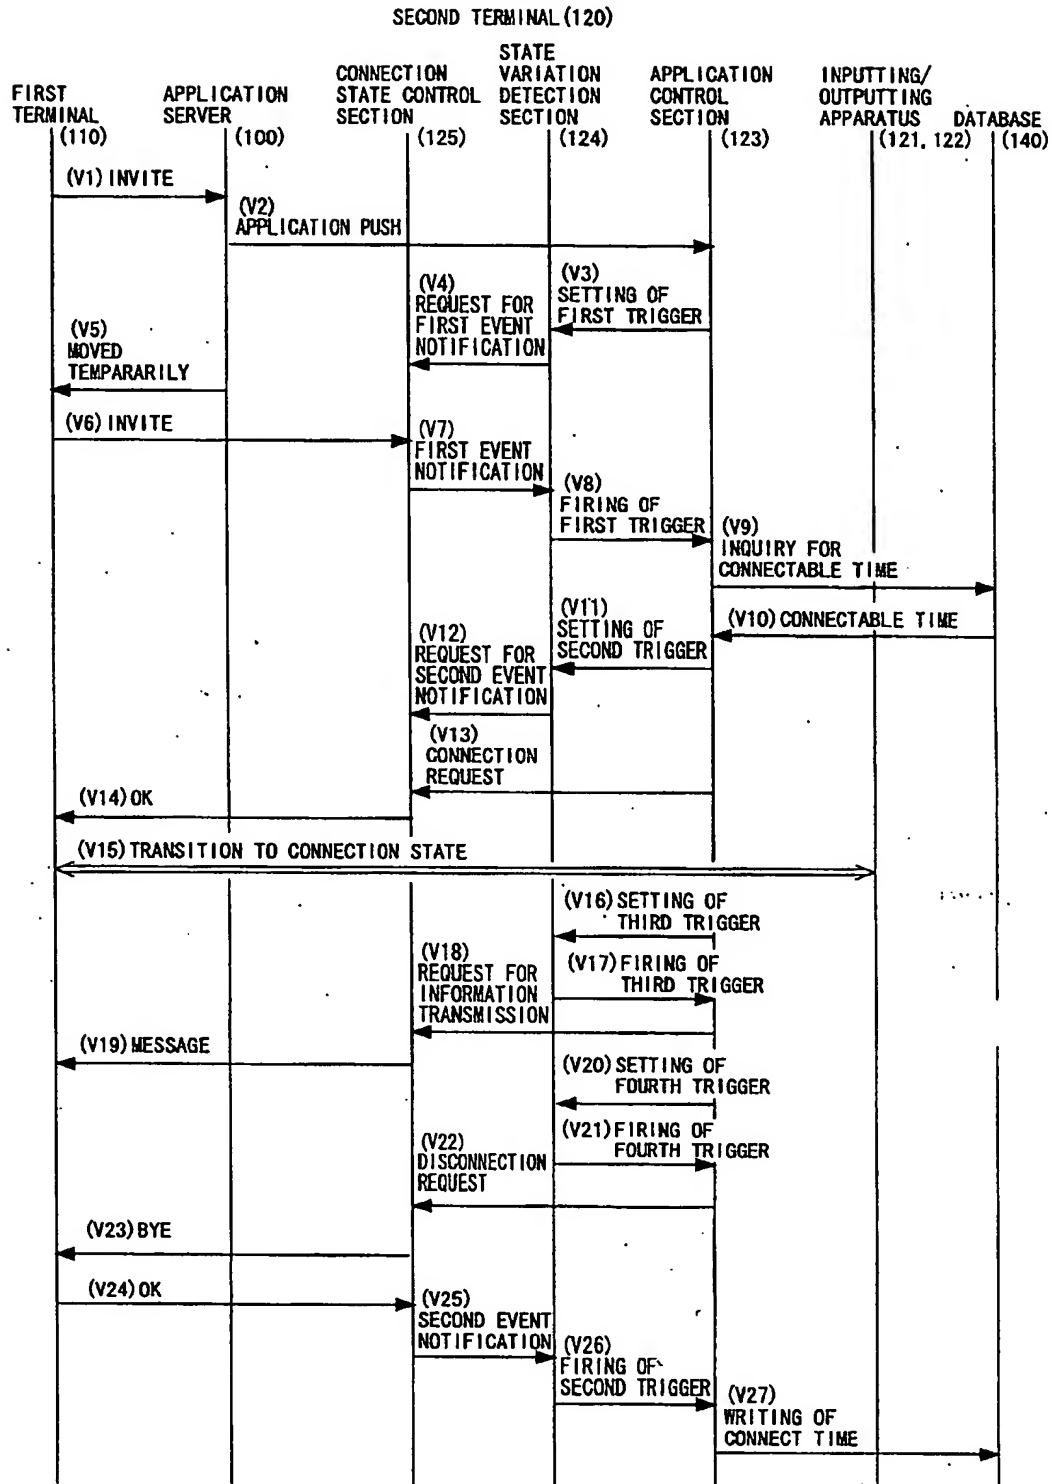 SECOND TERMINAL(120)
FIRST
TERMINAL
(110)
APPLICATION
SERVER
(100)
CONNECTION
STATE CONTROL
SECTION
(125)
STATE
VARIATION
DETECTION
SECTION
(124)
APPLICATION
CONTROL
SECTION
(123)
INPUTTING/
OUTPUTTING
APPARATUS
(121, 122)
DATABASE
(140)
(V1) INVITE
(V2)
APPLICATION PUSH
(V3)
SETTING OF
FIRST TRIGGER
(V4)
REQUEST FOR
FIRST EVENT
NOTIFICATION
(V5)
MOVED
TEMPARARILY
(V6) INVITE
(V7)
FIRST EVENT
NOTIFICATION
(V8)
FIRING OF
FIRST TRIGGER
(V9)
INQUIRY FOR
CONNECTABLE TIME
(V10) CONNECTABLE TIME
(V11)
SETTING OF
SECOND TRIGGER
(V12)
REQUEST FOR
SECOND EVENT
NOTIFICATION
(V13)
CONNECTION
REQUEST
(V14) OK
(V15) TRANSITION TO CONNECTION STATE
(V16) SETTING OF
THIRD TRIGGER
(V17) FIRING OF
THIRD TRIGGER
(V18)
REQUEST FOR
INFORMATION
TRANSMISSION
(V19) MESSAGE
(V20) SETTING OF
FOURTH TRIGGER
(V21) FIRING OF
FOURTH TRIGGER
(V22)
DISCONNECTION
REQUEST
(V23) BYE
(V24) OK
(V25)
SECOND EVENT
NOTIFICATION
(V26)
FIRING OF
SECOND TRIGGER
(V27)
WRITING OF
CONNECT TIME